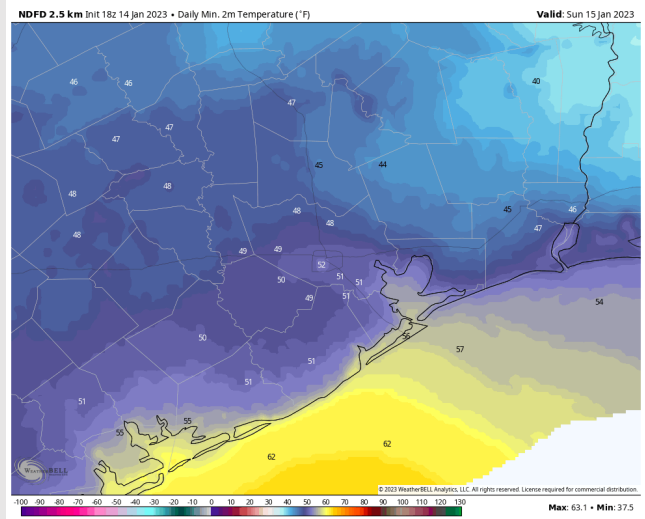 NDFD 2.5 km Init 18z 14 Jan 2023 • Daily Min. 2m Temperature (°F) Valid: Sun 15 Jan 2023
46 46 40
47
47 47
45 44
48 48
48 45 46
48 48 47
49 49
52
50 51 51
49 51
54
50 56
57
51
51
51
55 55
62
62
WeatherBELL
© 2023 WeatherBELL Analytics, LLC. All rights reserved. License required for commercial distribution.
-100 -90 -80 -70 -60 -50 -40 -30 -20 -10 0 10 20 30 40 50 60 70 80 90 100 110 120 130
Max: 63.1 • Min: 37.5